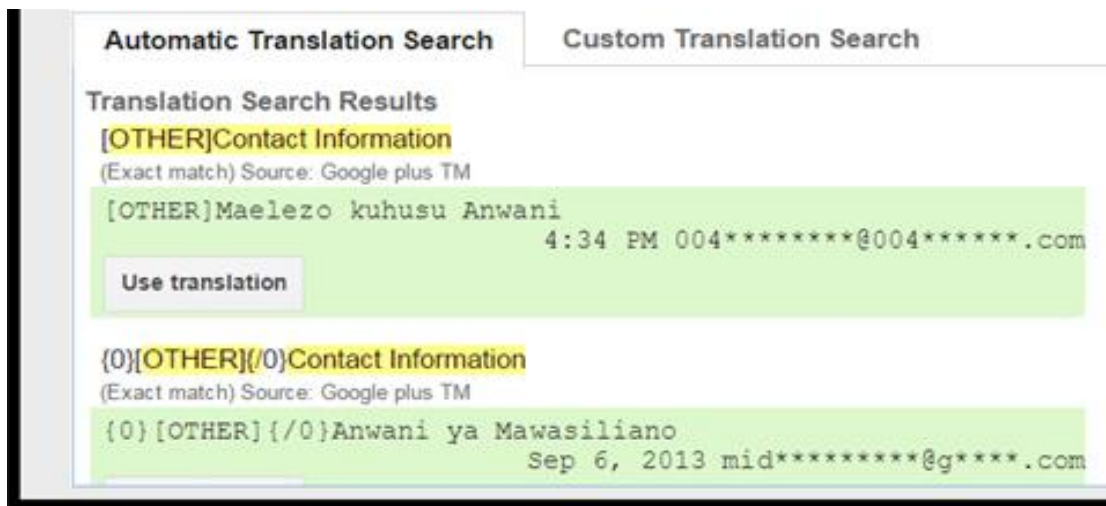 Automatic Translation Search Custom Translation Search
Translation Search Results
[OTHER]Contact Information
(Exact match) Source: Google plus TM
[OTHER]Maelezo kuhusu Anwani
4:34 PM 004********@004******.com
Use translation
{0}[OTHER]{/0}Contact Information
(Exact match) Source: Google plus TM
{0}[OTHER]{/0}Anwani ya Mawasiliano
Sep 6, 2013 mid*********@g****.com